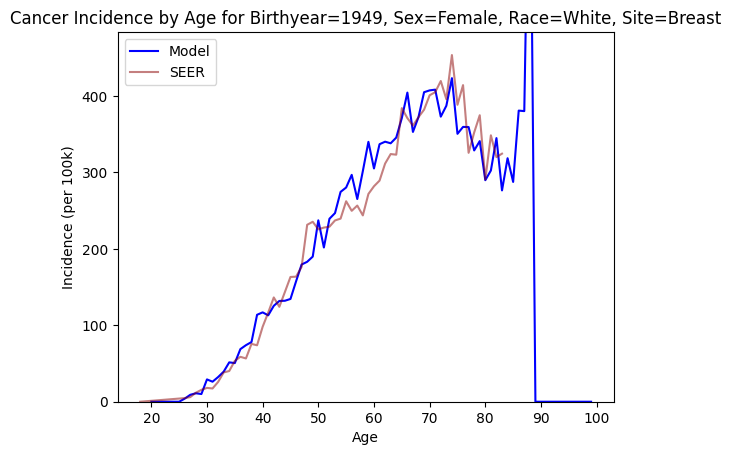 Cancer Incidence by Age for Birthyear=1949, Sex=Female, Race=White, Site=Breast
Model
SEER
400
300
200
100
0
Incidence (per 100k)
20 30 40 50 60 70 80 90 100
Age